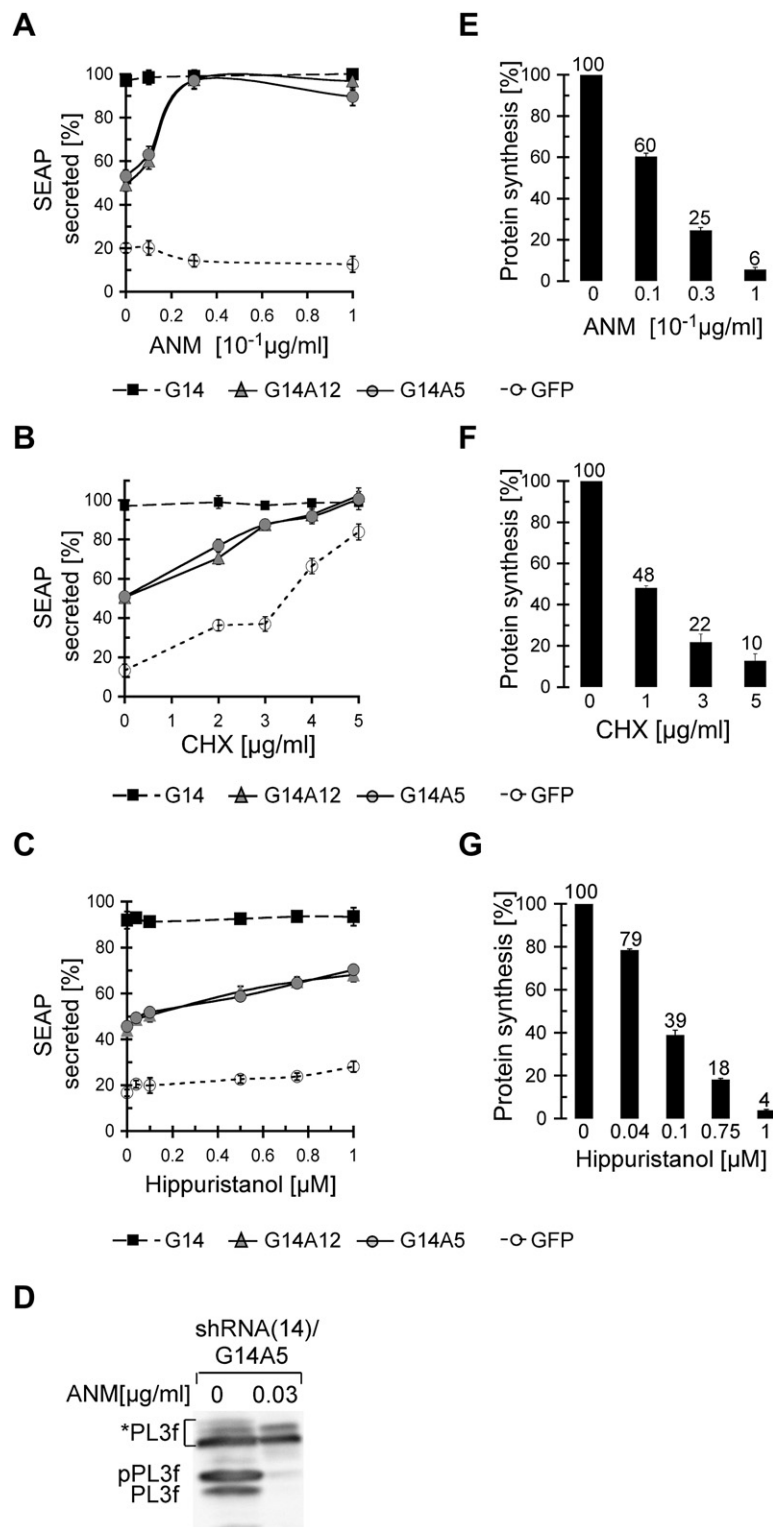 A
SEAP secreted [%]
100
80
60
40
20
0
0 0.2 0.4 0.6 0.8 1
ANM [10⁻¹µg/ml]
G14 G14A12 G14A5 GFP
E
Protein synthesis [%]
100
80
60
40
20
0
100 60 25 6
0 0.1 0.3 1
ANM [10⁻¹µg/ml]
B
SEAP secreted [%]
100
80
60
40
20
0
0 1 2 3 4 5
CHX [µg/ml]
G14 G14A12 G14A5 GFP
F
Protein synthesis [%]
100
80
60
40
20
0
100 48 22 10
0 1 3 5
CHX [µg/ml]
C
SEAP secreted [%]
100
80
60
40
20
0
0 0.2 0.4 0.6 0.8 1
Hippuristanol [µM]
G14 G14A12 G14A5 GFP
G
Protein synthesis [%]
100
80
60
40
20
0
100 79 39 18 4
0 0.04 0.1 0.75 1
Hippuristanol [µM]
D
shRNA(14)/
G14A5
ANM[µg/ml] 0 0.03
*PL3f
pPL3f
PL3f